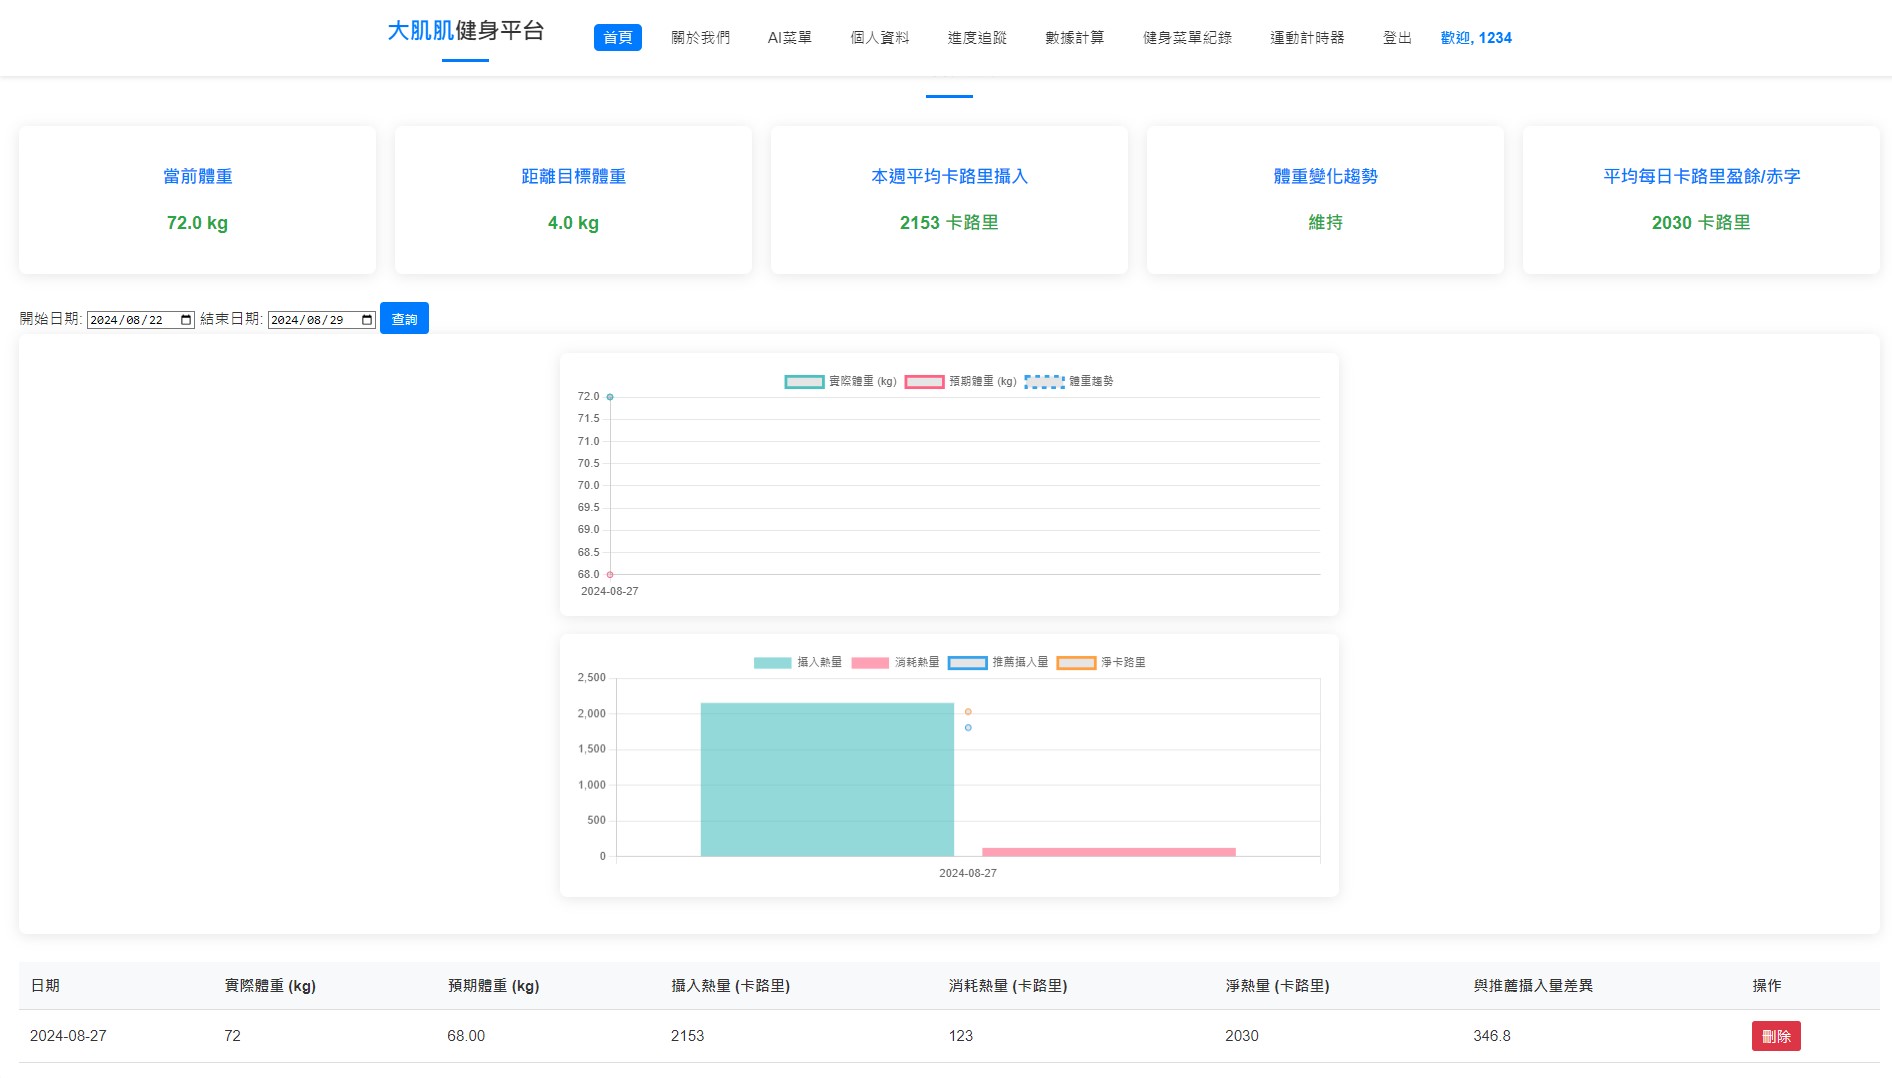 大肌肌健身平台
首頁 關於我們 AI菜單 個人資料 進度追蹤 數據計算 健身菜單紀錄 運動計時器 登出 歡迎, 1234
當前體重 距離目標體重 本週平均卡路里攝入 體重變化趨勢 平均每日卡路里盈餘/赤字
72.0 kg 4.0 kg 2153 卡路里 維持 2030 卡路里
開始日期: 2024/08/22 結束日期: 2024/08/29 查詢
實際體重 (kg) 預期體重 (kg) 體重趨勢
72.0
71.5
71.0
70.5
70.0
69.5
69.0
68.5
68.0
2024-08-27
攝入熱量 消耗熱量 推薦攝入量 淨卡路里
2,500
2,000
1,500
1,000
500
0
2024-08-27
日期 實際體重 (kg) 預期體重 (kg) 攝入熱量 (卡路里) 消耗熱量 (卡路里) 淨熱量 (卡路里) 與推薦攝入量差異 操作
2024-08-27 72 68.00 2153 123 2030 346.8 刪除